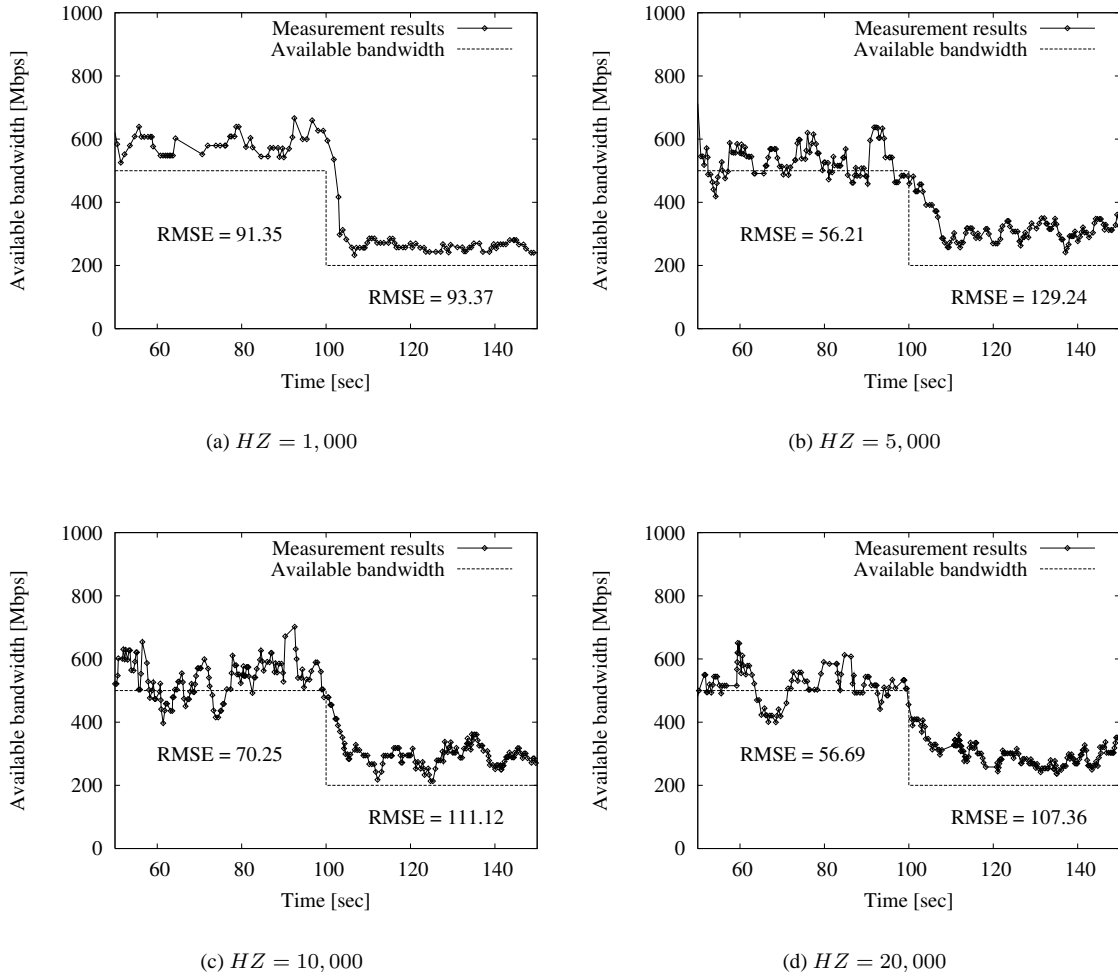 1000
800
600
400
200
0
60
80
100
120
140
Available bandwidth [Mbps]
Time [sec]
Measurement results
Available bandwidth
RMSE = 91.35
RMSE = 93.37
(a) HZ = 1,000
1000
800
600
400
200
0
60
80
100
120
140
Available bandwidth [Mbps]
Time [sec]
Measurement results
Available bandwidth
RMSE = 56.21
RMSE = 129.24
(b) HZ = 5,000
1000
800
600
400
200
0
60
80
100
120
140
Available bandwidth [Mbps]
Time [sec]
Measurement results
Available bandwidth
RMSE = 70.25
RMSE = 111.12
(c) HZ = 10,000
1000
800
600
400
200
0
60
80
100
120
140
Available bandwidth [Mbps]
Time [sec]
Measurement results
Available bandwidth
RMSE = 56.69
RMSE = 107.36
(d) HZ = 20,000